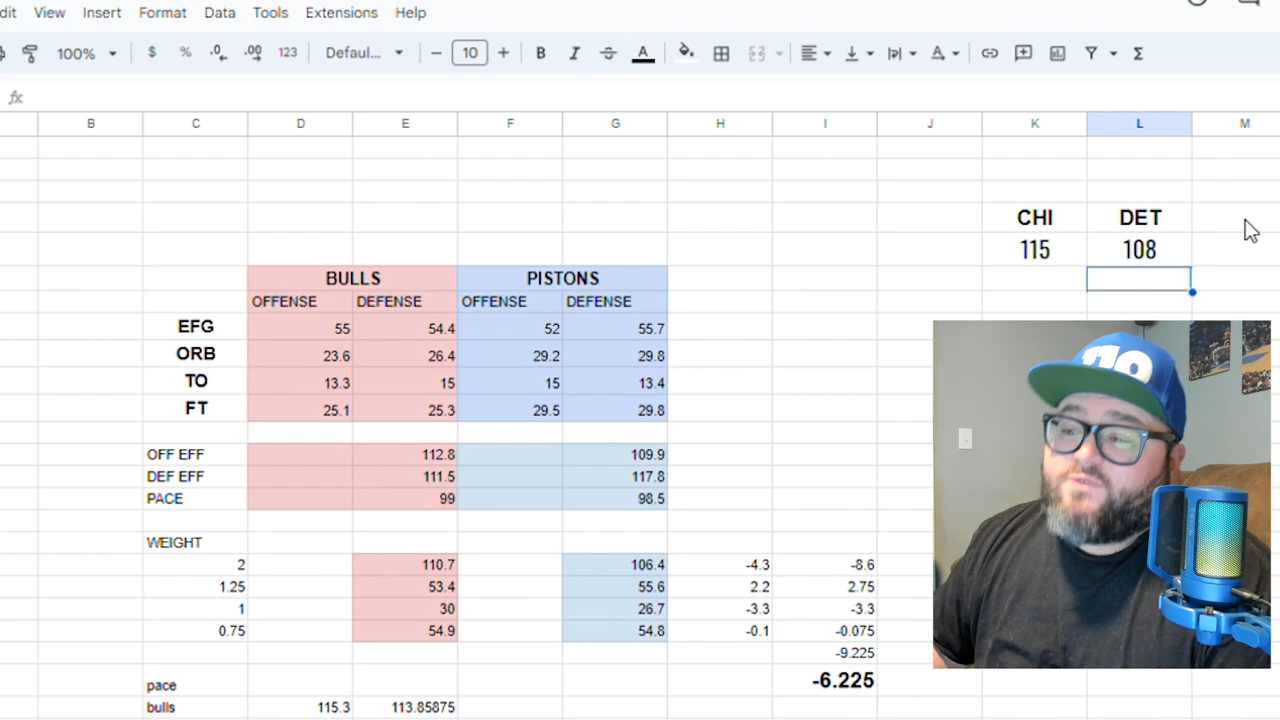 dit View Insert Format Data Tools Extensions Help
100% $ % .0 .00 123 Defaul... − 10 + B I S A Σ
fx
B C D E F G H I J K L M
CHI DET
115 108
BULLS PISTONS
OFFENSE DEFENSE OFFENSE DEFENSE
EFG 55 54.4 52 55.7
ORB 23.6 26.4 29.2 29.8
TO 13.3 15 15 13.4
FT 25.1 25.3 29.5 29.8
110
OFF EFF 112.8 109.9
DEF EFF 111.5 117.8
PACE 99 98.5
WEIGHT
2 110.7 106.4 -4.3 -8.6
1.25 53.4 55.6 2.2 2.75
1 30 26.7 -3.3 -3.3
0.75 54.9 54.8 -0.1 -0.075
-9.225
pace -6.225
bulls 115.3 113.85875